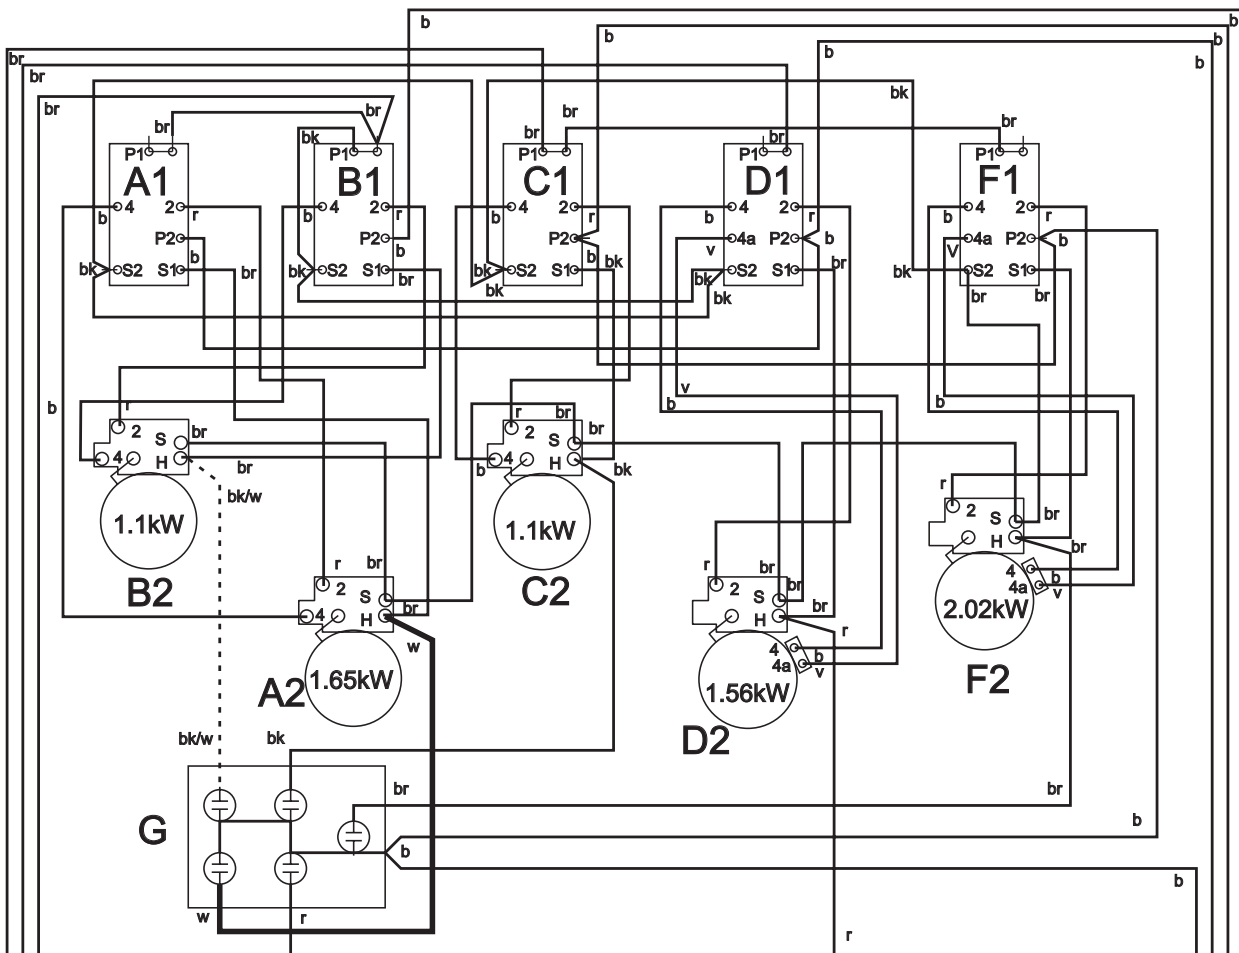 b b
br b b
br b b
br br br bk
br br br br
bk
P1 P1 P1 P1 P1
A1 B1 C1 D1 F1
4 2 4 2 4 2 4 2 4 2
b r b r b r b r b r
P2 P2 P2 4a P2 4a P2
b b b v b V b
bk S2 S1 br bk S2 S1 br bk S2 S1 bk bk S2 S1 br bk S2 S1
br bk bk br br
v
b r r br b b
2 S br 2 S br
4 H br b 4 H bk
bk/w r
1.1kW 1.1kW 2 S br
H br
B2 r br C2 r br br 4 b
2 S 2 S 4a v
4 H br H br 2.02kW
w r
4 b
4a v
A2 1.65kW 1.56kW F2
D2
bk/w bk
br br
G b
b
b
w r
r